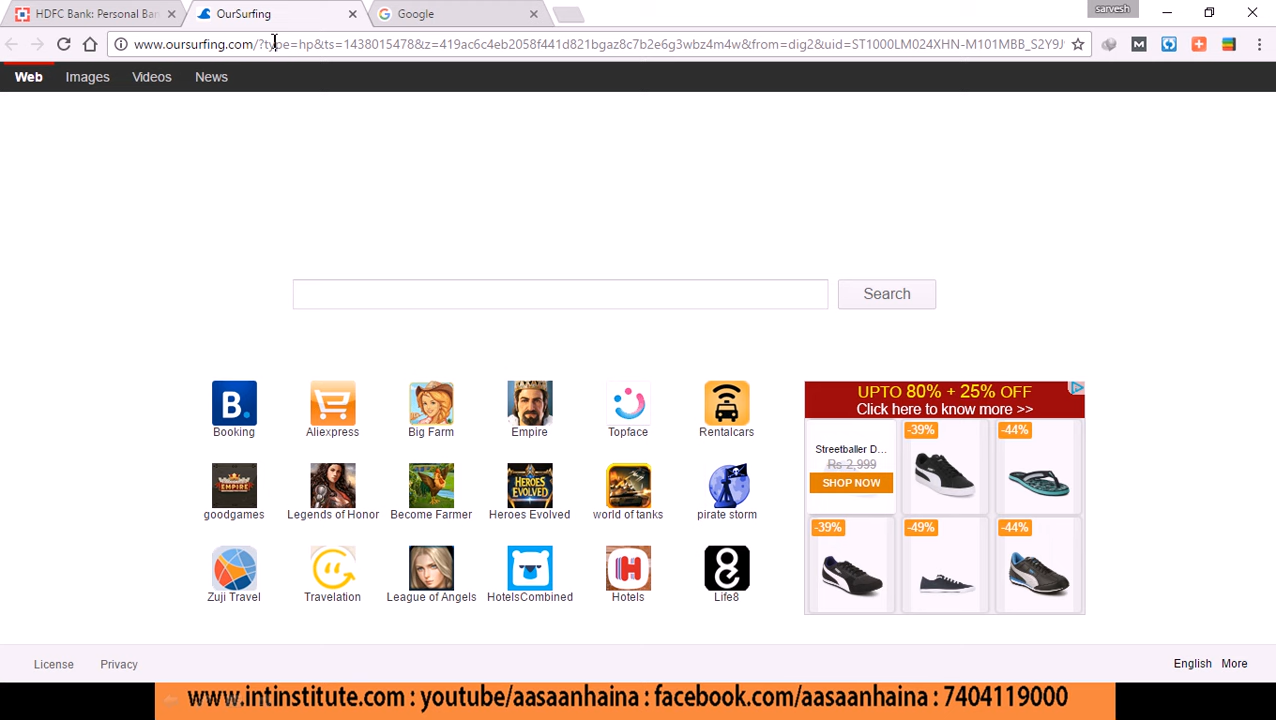 HDFC Bank: Personal Ban
OurSurfing
Google
sarvesh
www.oursurfing.com/?type=hp&ts=1438015478&z=419ac6c4ab2028f441d821bgaz8c7b2e6g3wbz4m4w&from=dig2&uid=ST1000LM024XHN-M101MBB_S2Y9J
Web Images Videos News
Search
Booking Aliexpress Big Farm Empire Topface Rentalcars
goodgames Legends of Honor Become Farmer Heroes Evolved world of tanks pirate storm
Zuji Travel Travelation League of Angels HotelsCombined Hotels Life8
UPTO 80% + 25% OFF
Click here to know more >>
Streetballer D...
Rs 2,999
SHOP NOW
-39% -44%
-39% -49% -44%
License Privacy
English More
www.intinstitute.com : youtube/aasaanhaina : facebook.com/aasaanhaina : 7404119000